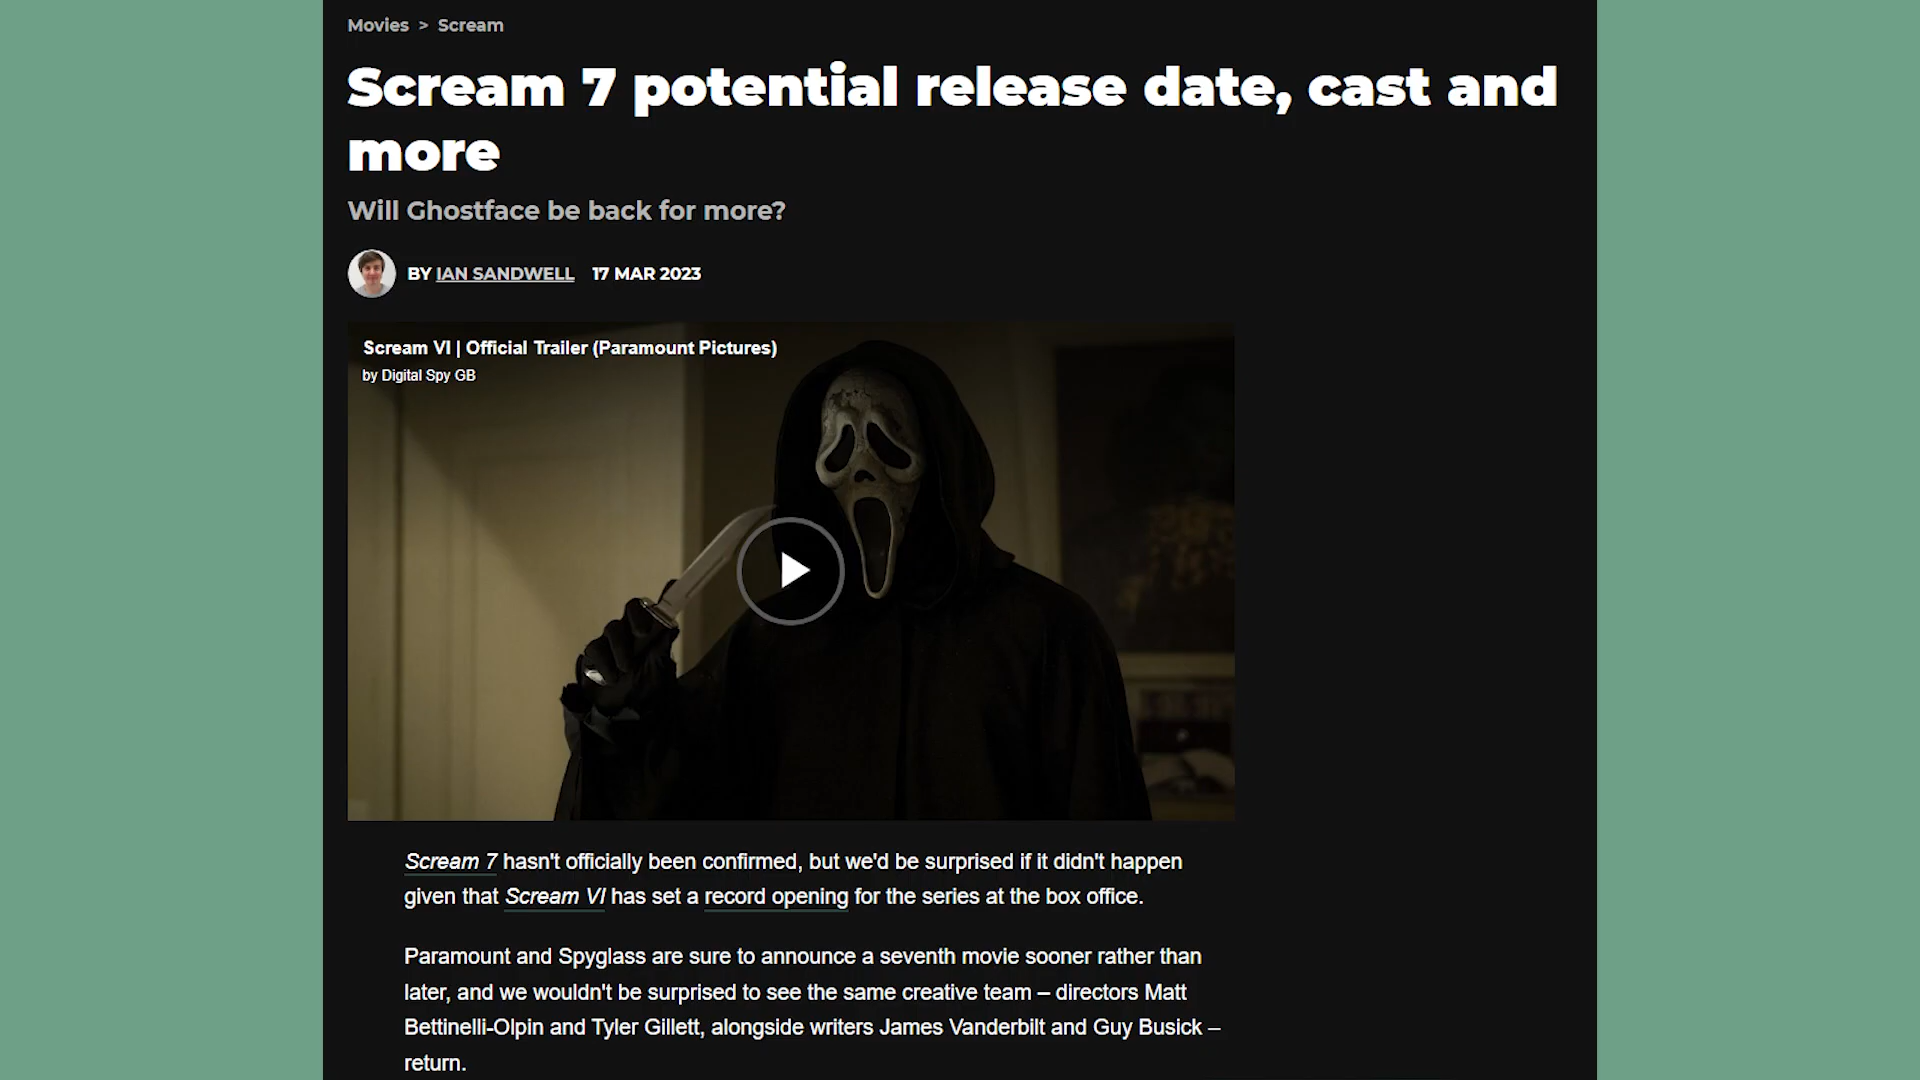 Movies > Scream
Scream 7 potential release date, cast and
more
Will Ghostface be back for more?
BY IAN SANDWELL 17 MAR 2023
Scream VI | Official Trailer (Paramount Pictures)
by Digital Spy GB
Scream 7 hasn't officially been confirmed, but we'd be surprised if it didn't happen
given that Scream VI has set a record opening for the series at the box office.
Paramount and Spyglass are sure to announce a seventh movie sooner rather than
later, and we wouldn't be surprised to see the same creative team – directors Matt
Bettinelli-Olpin and Tyler Gillett, alongside writers James Vanderbilt and Guy Busick –
return.